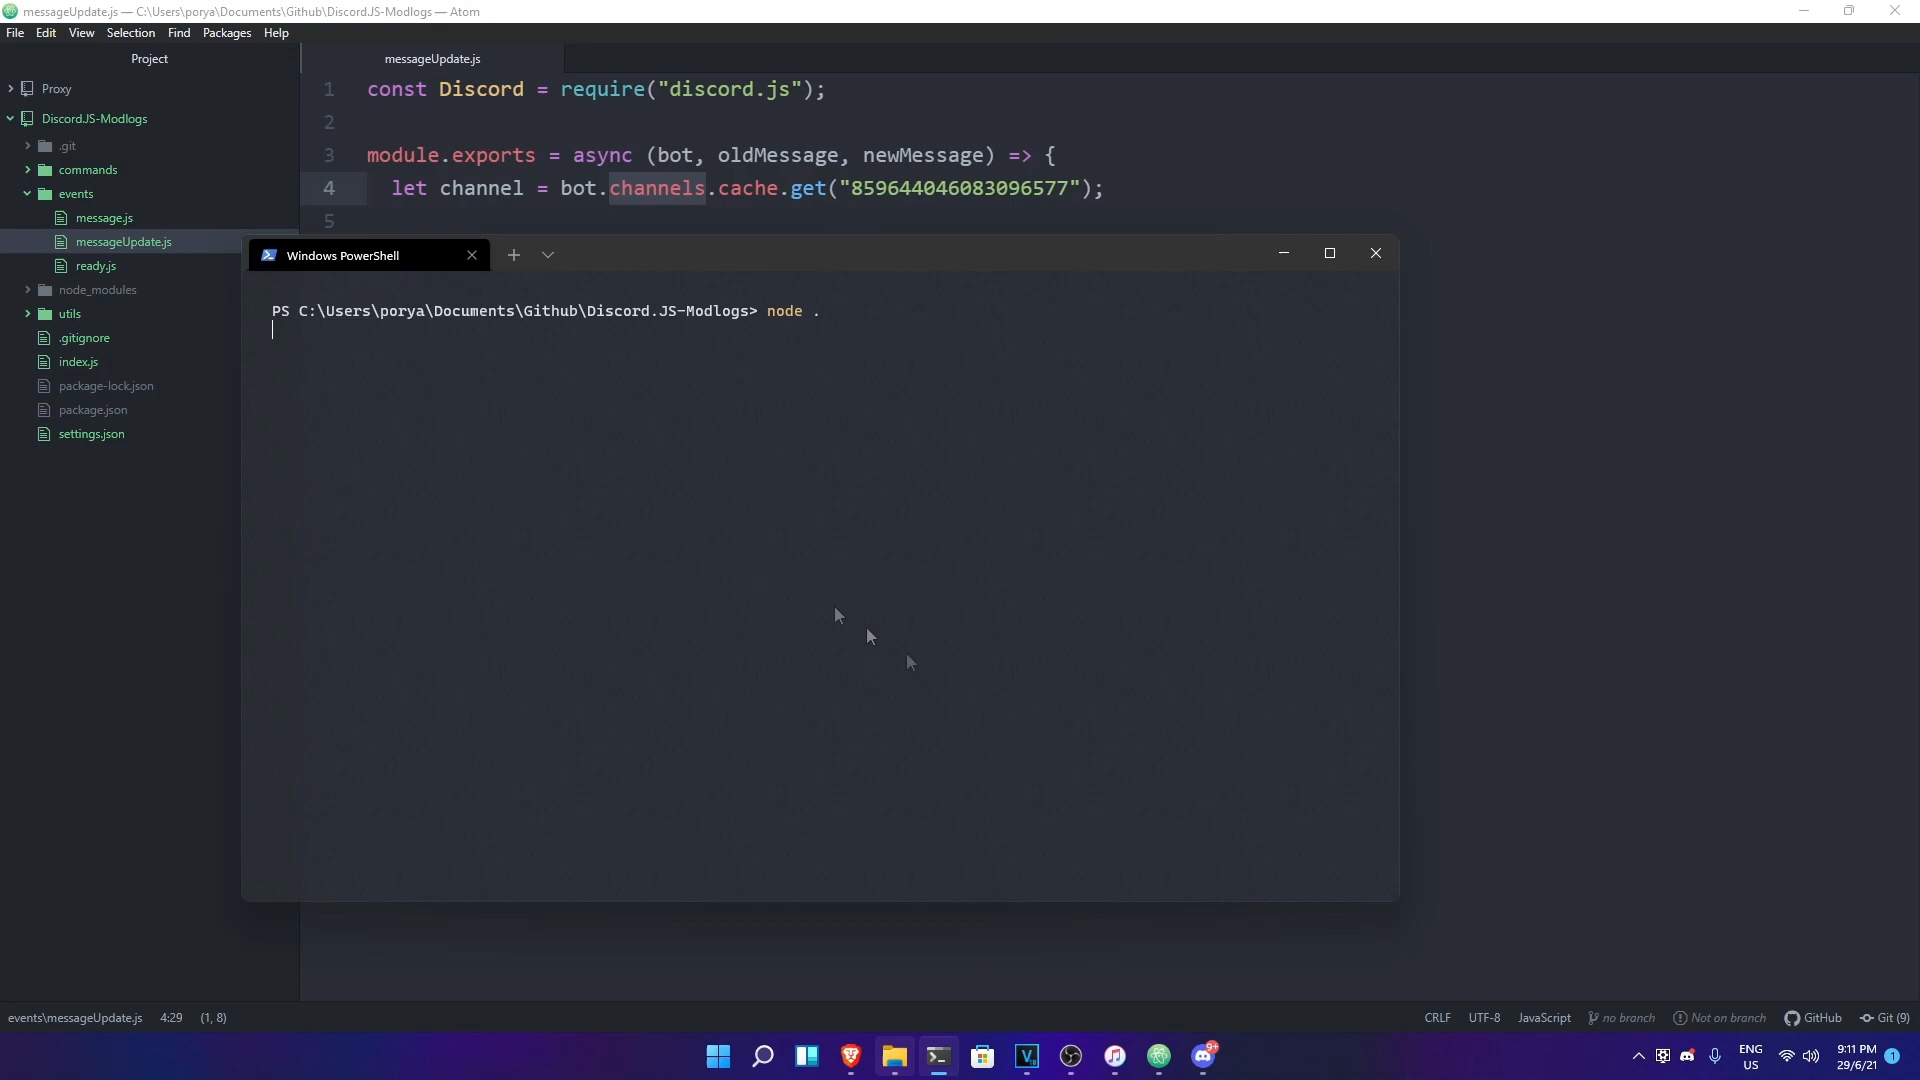 messageUpdate.js — C:\Users\porya\Documents\Github\Discord.JS-Modlogs — Atom
File Edit View Selection Find Packages Help
Project
messageUpdate.js
Proxy
Discord.JS-Modlogs
.git
commands
events
message.js
messageUpdate.js
ready.js
node_modules
utils
.gitignore
index.js
package-lock.json
package.json
settings.json
1 const Discord = require("discord.js");
2
3 module.exports = async (bot, oldMessage, newMessage) => {
4 let channel = bot.channels.cache.get("859644046083096577");
5
Windows PowerShell
PS C:\Users\porya\Documents\Github\Discord.JS-Modlogs> node .
events\messageUpdate.js 4:29 (1, 8)
CRLF UTF-8 JavaScript no branch Not on branch GitHub Git (9)
9+
ENG
US
9:11 PM
29/6/21
1